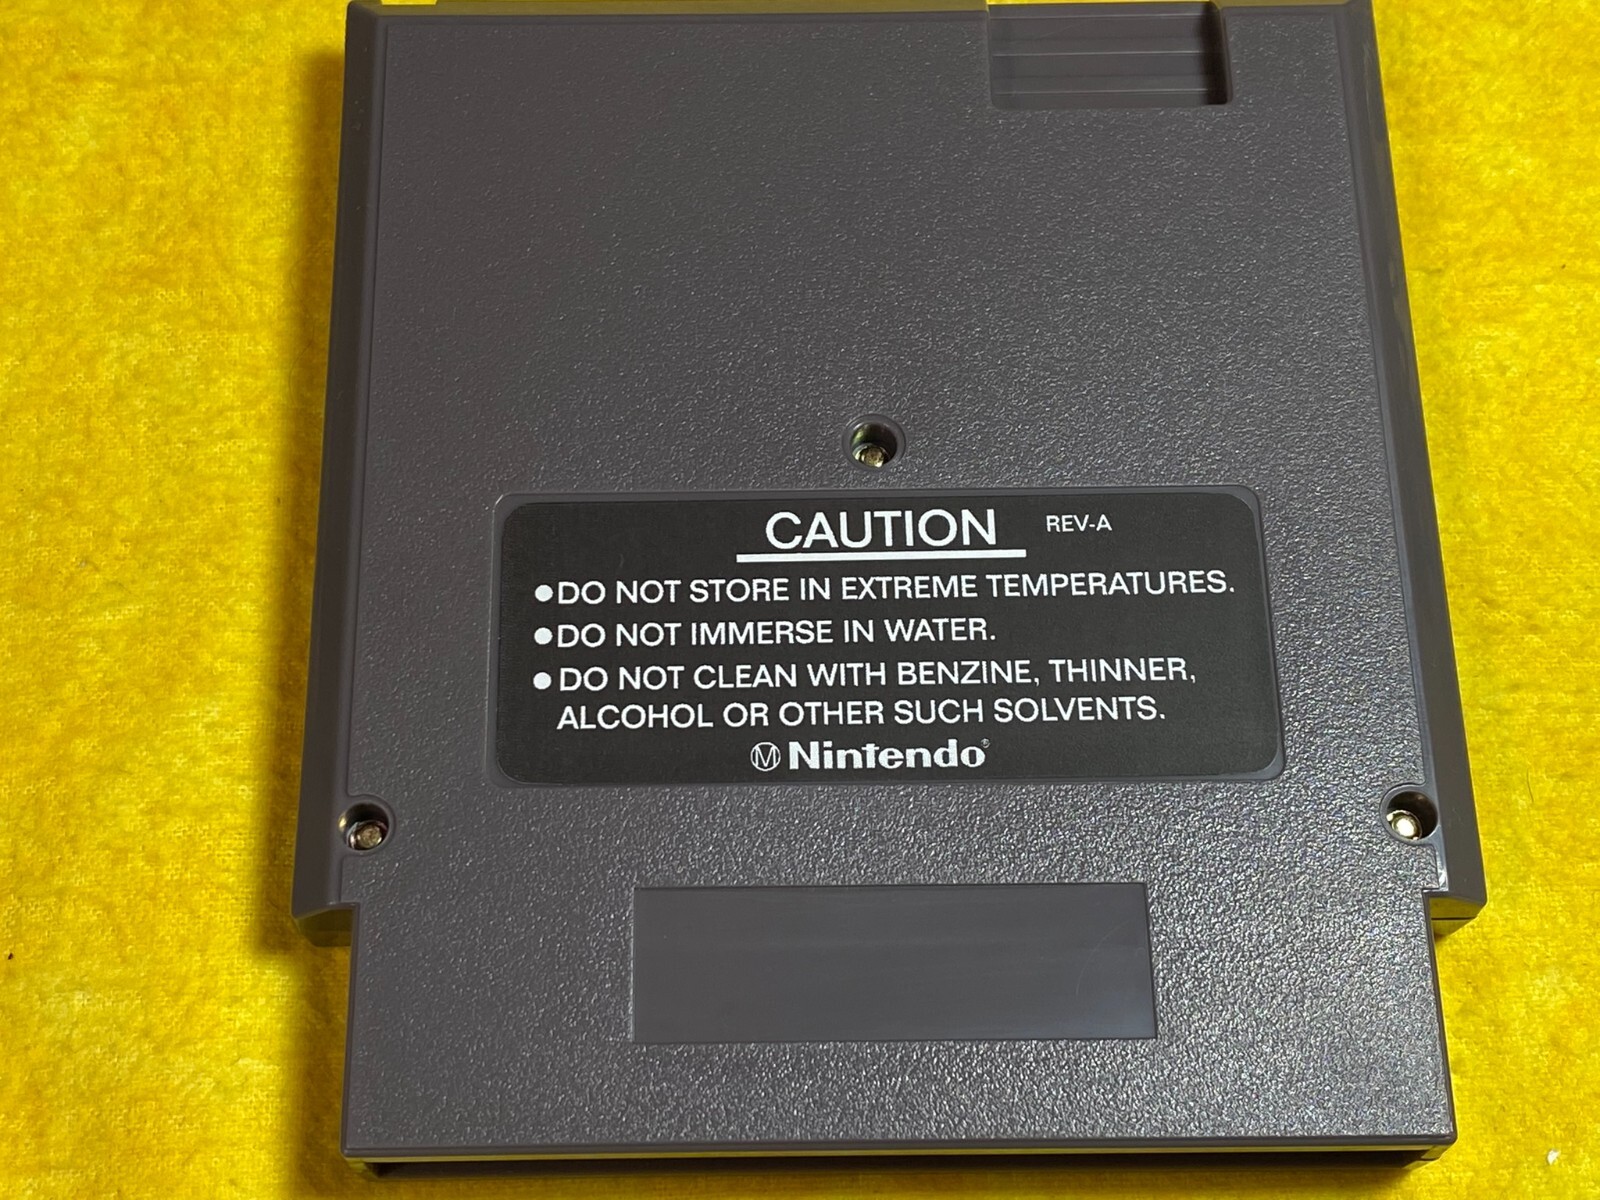 CAUTION REV-A
●DO NOT STORE IN EXTREME TEMPERATURES.
●DO NOT IMMERSE IN WATER.
●DO NOT CLEAN WITH BENZINE, THINNER,
ALCOHOL OR OTHER SUCH SOLVENTS.
Ⓜ Nintendo®